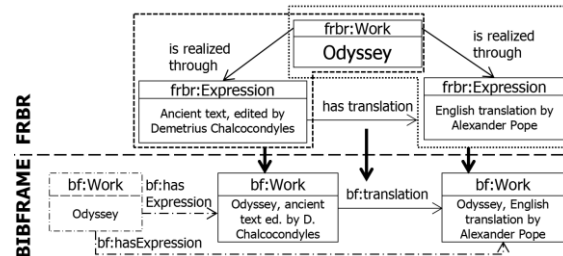 frbr:Work
Odyssey
is realized
through
is realized
through
frbr:Expression
Ancient text, edited by
Demetrius Chalcocondyles
has translation
frbr:Expression
English translation by
Alexander Pope
FRBR
BIBFRAME
bf:Work
Odyssey
bf:has
Expression
bf:Work
Odyssey, ancient
text ed. by D.
Chalcocondyles
bf:translation
bf:Work
Odyssey, English
translation by
Alexander Pope
bf:hasExpression